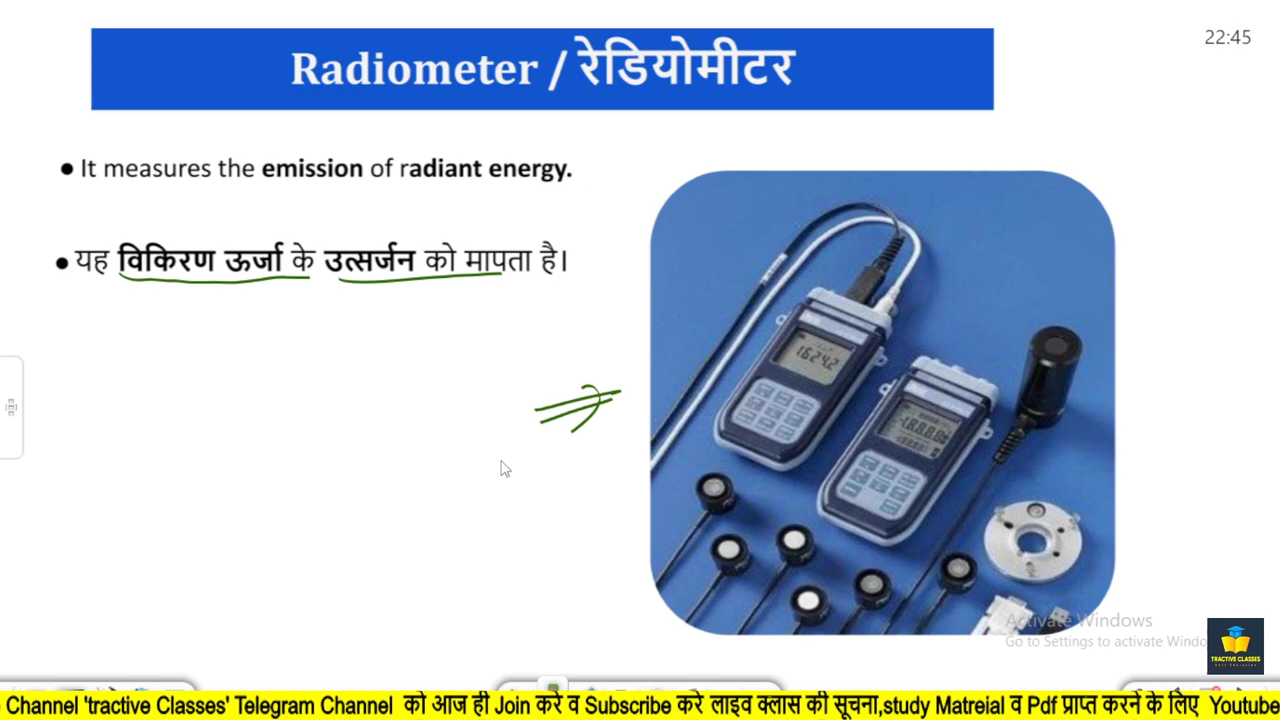 22:45
Radiometer / रेडियोमीटर
● It measures the emission of radiant energy.
● यह विकिरण ऊर्जा के उत्सर्जन को मापता है।
1624.2
Activate Windows
Go to Settings to activate Windo
TRACTIVE CLASSES
Channel 'tractive Classes' Telegram Channel को आज ही Join करें व Subscribe करे लाइव क्लास की सूचना,study Matreial व Pdf प्राप्त करने के लिए Youtube